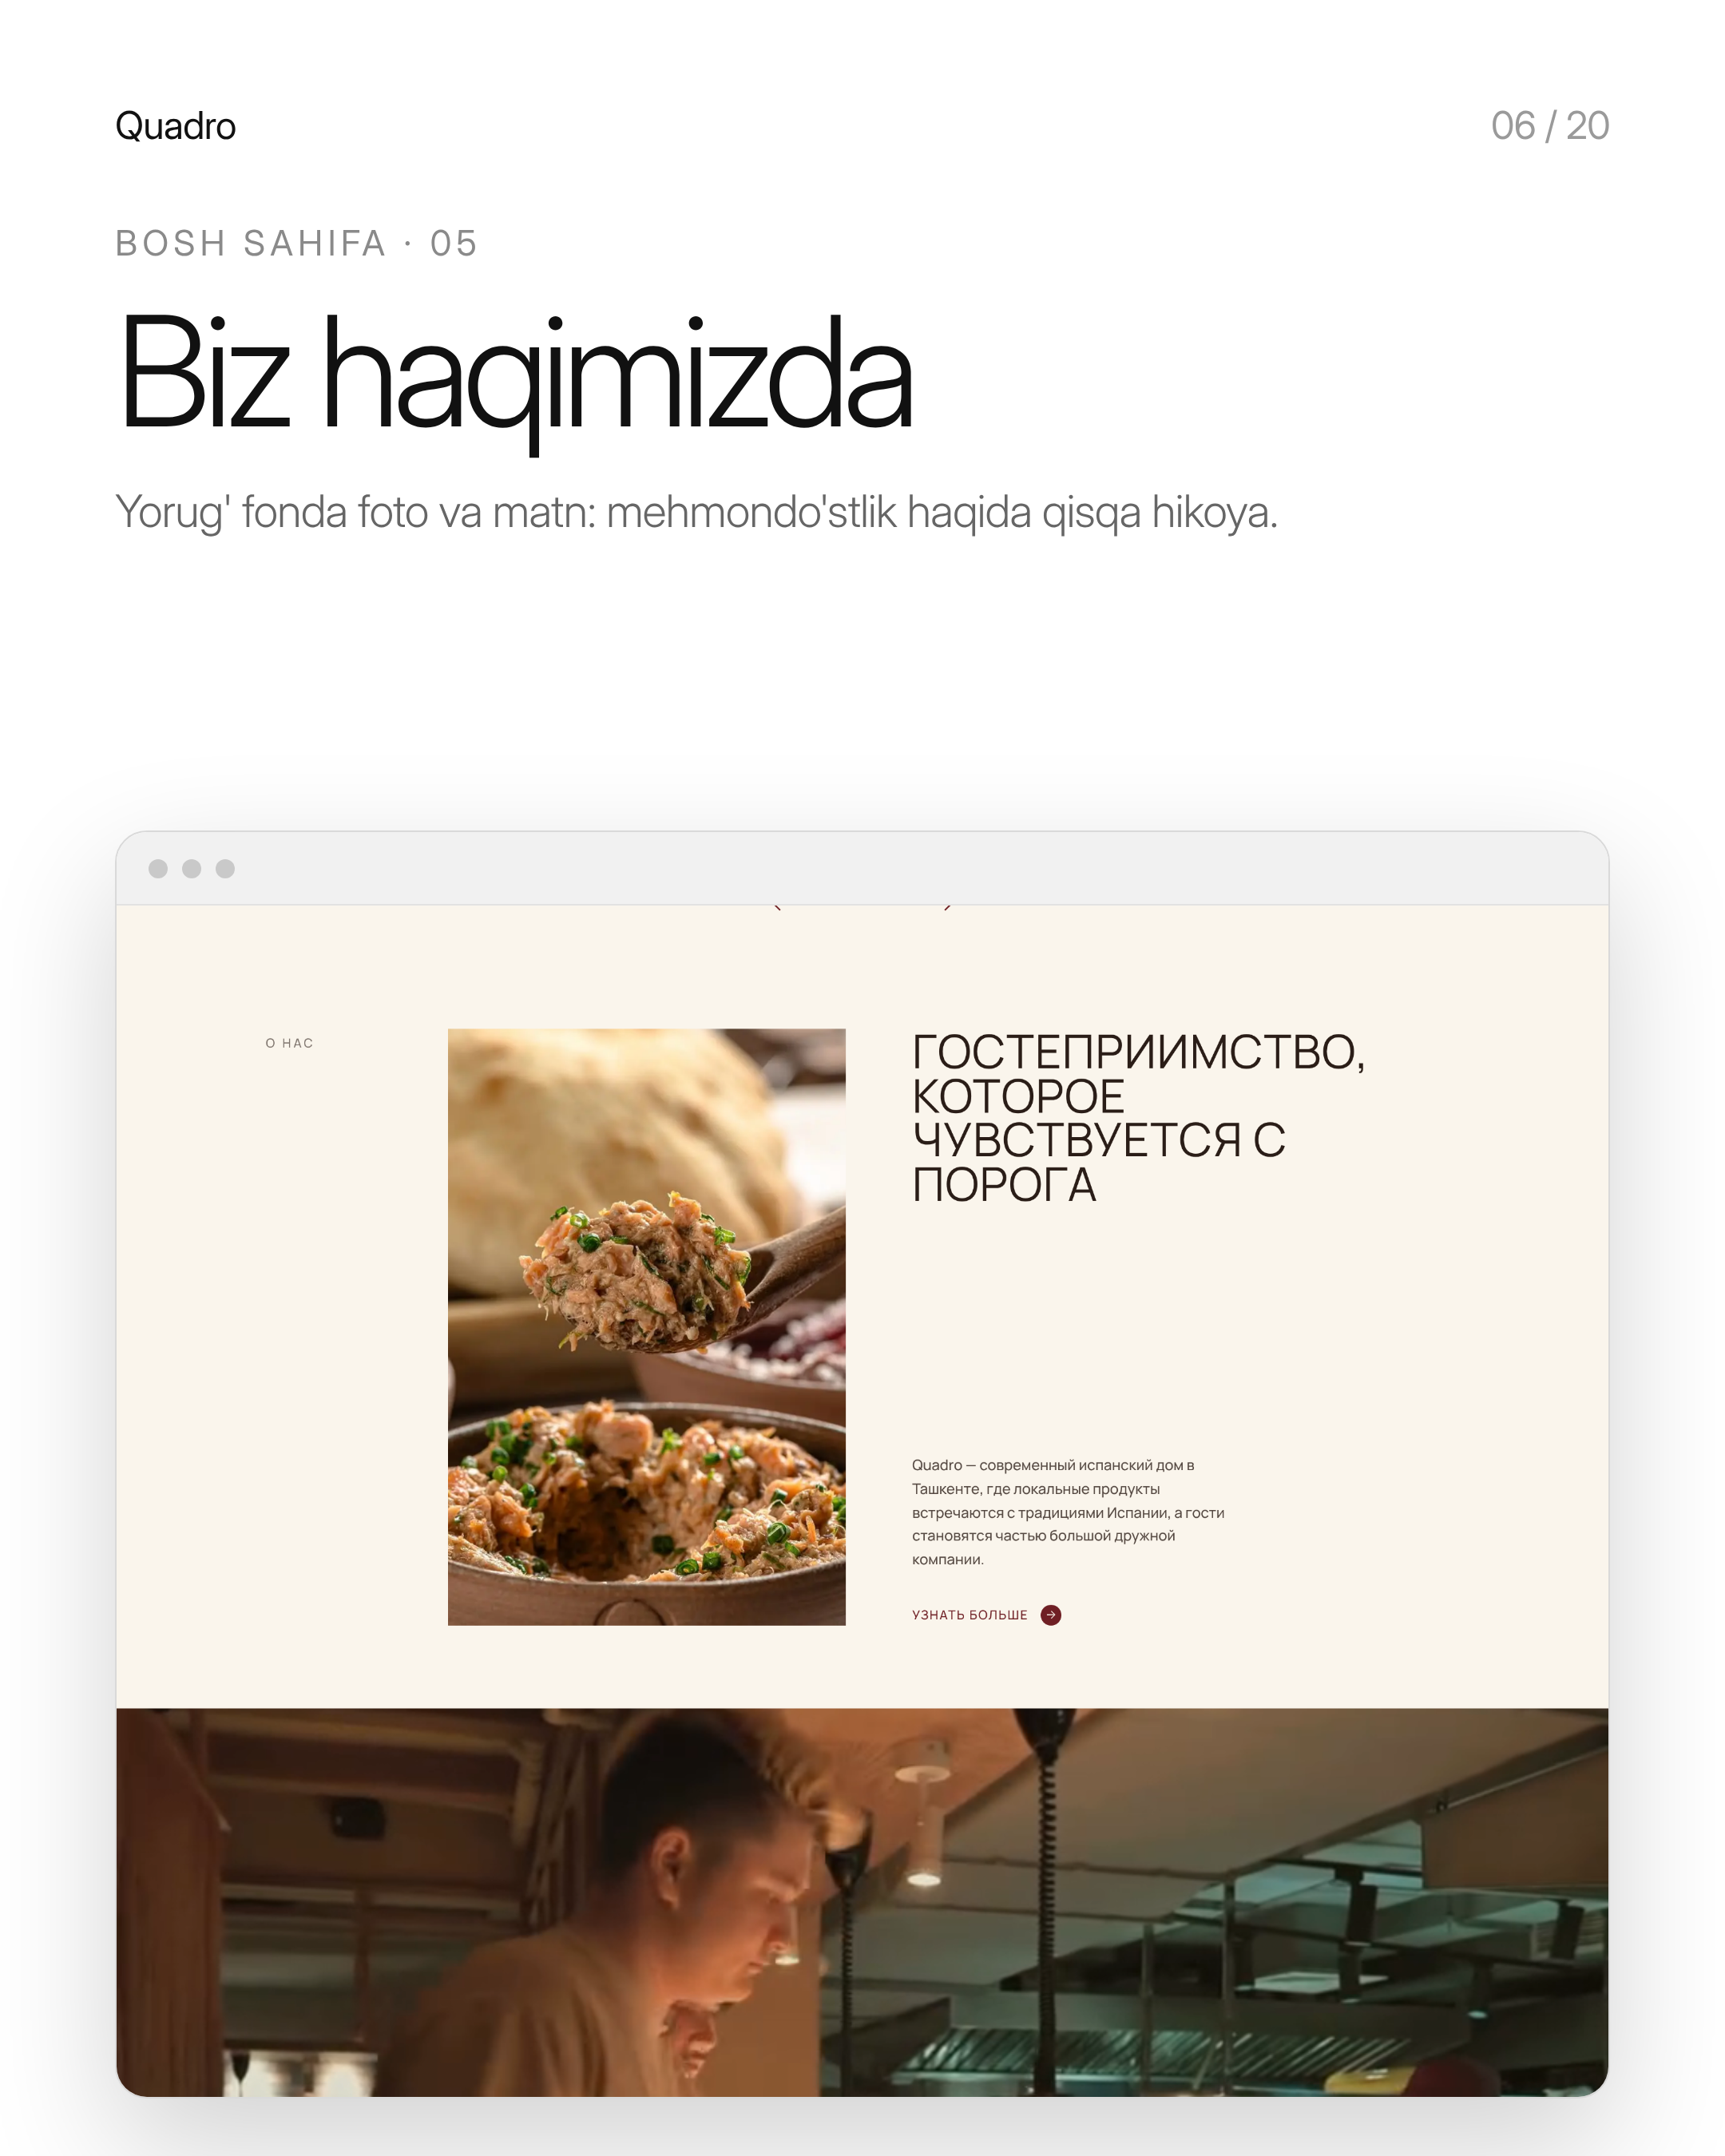 Quadro
06 / 20
BOSH SAHIFA · 05
Biz haqimizda
Yorug' fonda foto va matn: mehmondo'stlik haqida qisqa hikoya.
О НАС
ГОСТЕПРИИМСТВО,
КОТОРОЕ
ЧУВСТВУЕТСЯ С
ПОРОГА
Quadro — современный испанский дом в
Ташкенте, где локальные продукты
встречаются с традициями Испании, а гости
становятся частью большой дружной
компании.
УЗНАТЬ БОЛЬШЕ